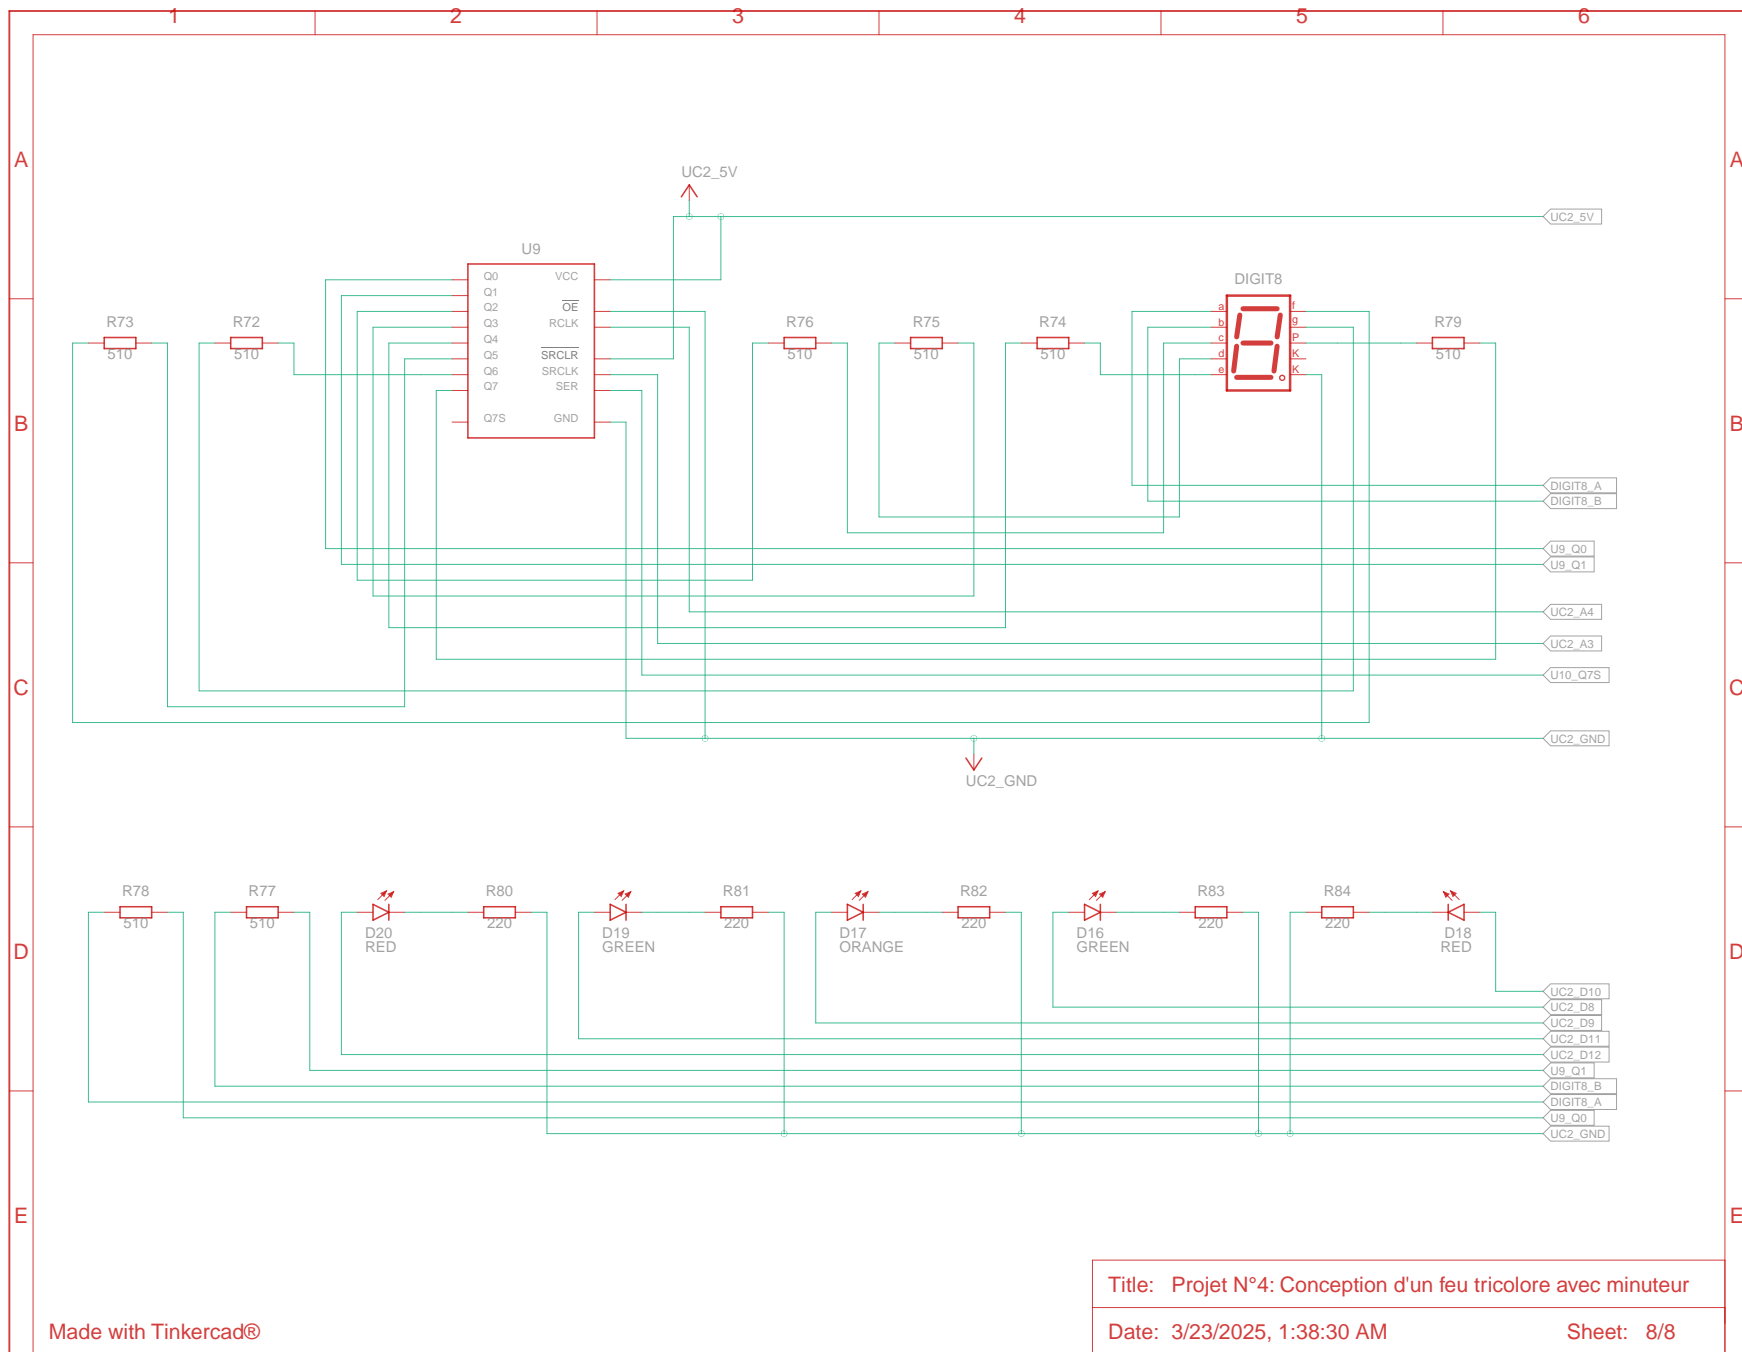 1 2 3 4 5 6
A A
UC2_5V
UC2_5V
U9
DIGIT8
Q0 VCC
Q1
Q2 OE
Q3 RCLK
Q4
Q5 SRCLR
Q6 SRCLK
Q7 SER
Q7S GND
a f
b g
c P
d K
e K
R73 R72 R76 R75 R74 R79
510 510 510 510 510 510
B B
DIGIT8_A
DIGIT8_B
U9_Q0
U9_Q1
UC2_A4
UC2_A3
U10_Q7S
C C
UC2_GND
UC2_GND
R78 R77 R80 R81 R82 R83 R84
510 510 220 220 220 220 220
D20 D19 D17 D16 D18
RED GREEN ORANGE GREEN RED
D D
UC2_D10
UC2_D8
UC2_D9
UC2_D11
UC2_D12
U9_Q1
DIGIT8_B
DIGIT8_A
U9_Q0
UC2_GND
E E
Title: Projet N°4: Conception d'un feu tricolore avec minuteur
Made with Tinkercad®
Date: 3/23/2025, 1:38:30 AM Sheet: 8/8